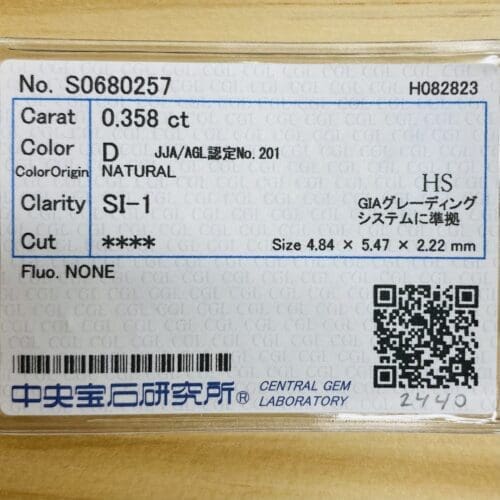 No. S0680257 H082823
Carat 0.358 ct
Color D JJA/AGL認定No.201
ColorOrigin NATURAL
HS
Clarity SI-1 GIAグレーディング
システムに準拠
Cut **** Size 4.84 × 5.47 × 2.22 mm
Fluo. NONE
中央宝石研究所® CENTRAL GEM
LABORATORY
2440